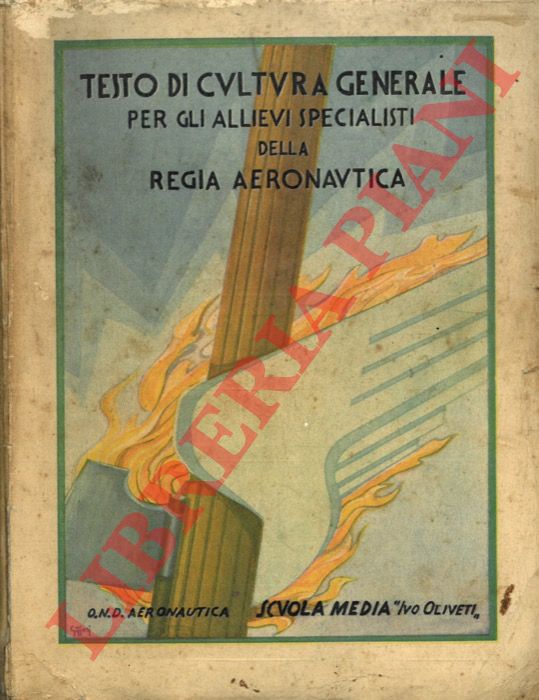 TESTO DI CVLTVRA GENERALE
PER GLI ALLIEVI SPECIALISTI
DELLA
REGIA AERONAVTICA
LIBRERIA PIANI
O.N.D. AERONAUTICA SCVOLA MEDIA "IVO OLIVETI"